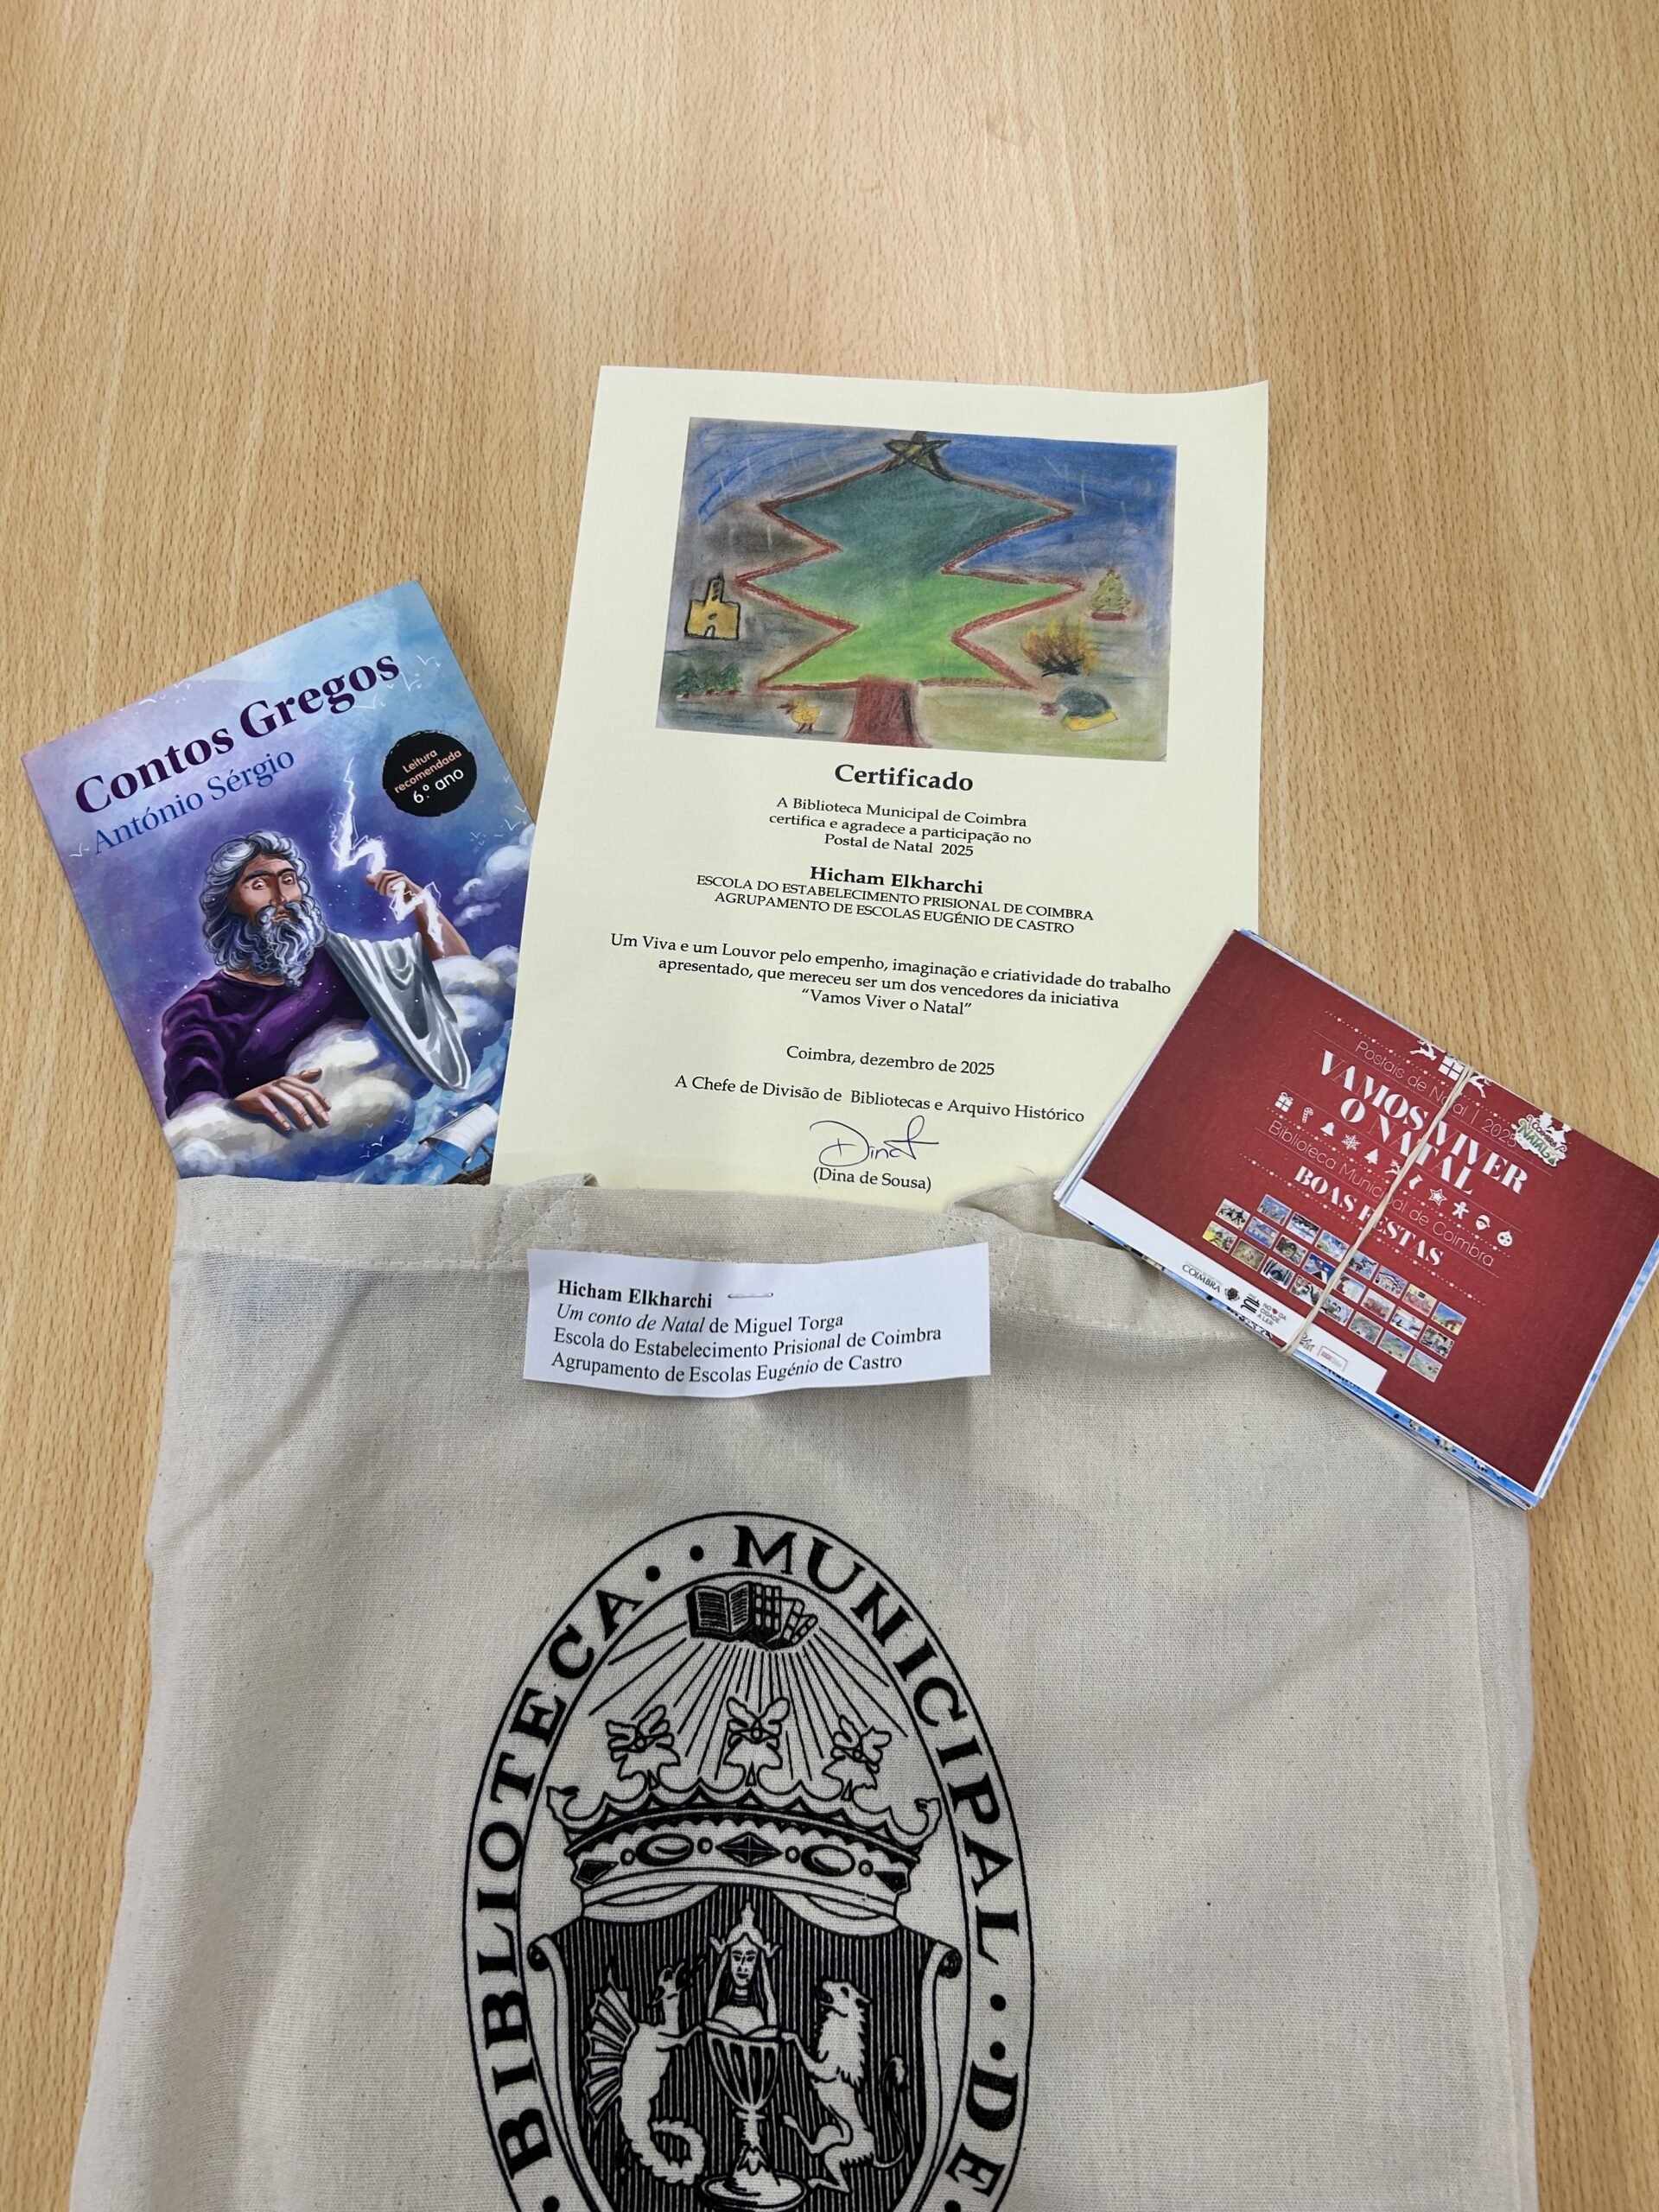 Contos Gregos
António Sérgio
Leitura
recomendada
6.º ano
Certificado
A Biblioteca Municipal de Coimbra
certifica e agradece a participação no
Postal de Natal 2025
Hicham Elkharchi
ESCOLA DO ESTABELECIMENTO PRISIONAL DE COIMBRA
AGRUPAMENTO DE ESCOLAS EUGÉNIO DE CASTRO
Um Viva e um Louvor pelo empenho, imaginação e criatividade do trabalho
apresentado, que mereceu ser um dos vencedores da iniciativa
“Vamos Viver o Natal”
Coimbra, dezembro de 2025
A Chefe de Divisão de Bibliotecas e Arquivo Histórico
(Dina de Sousa)
Postais de Natal | 2025
VAMOS VIVER
O NATAL
Biblioteca Municipal de Coimbra
BOAS FESTAS
COIMBRA
Hicham Elkharchi
Um conto de Natal de Miguel Torga
Escola do Estabelecimento Prisional de Coimbra
Agrupamento de Escolas Eugénio de Castro
BIBLIOTECA MUNICIPAL DE